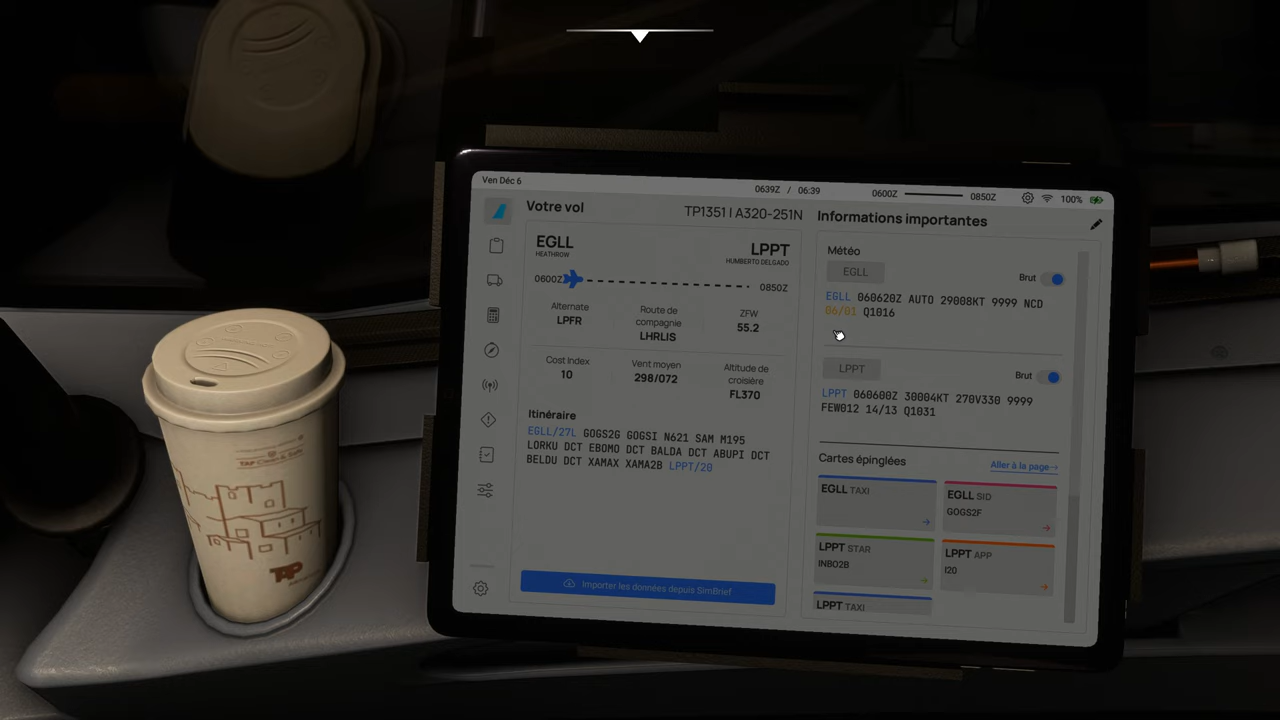 Ven Déc 6
0639Z / 06:39
0600Z
0850Z
100%
Votre vol
TP1351 | A320-251N
EGLL
HEATHROW
LPPT
HUMBERTO DELGADO
0600Z
0850Z
Alternate
LPFR
Route de
compagnie
LHRLIS
ZFW
55.2
Cost Index
10
Vent moyen
298/072
Altitude de
croisière
FL370
Itinéraire
EGLL/27L GOGS2G GOGSI N621 SAM M195
LORKU DCT EBOMO DCT BALDA DCT ABUPI DCT
BELDU DCT XAMAX XAMA2B LPPT/20
Importer les données depuis SimBrief
Informations importantes
Météo
EGLL
Brut
EGLL 060620Z AUTO 29008KT 9999 NCD
06/01 Q1016
LPPT
Brut
LPPT 060600Z 30004KT 270V330 9999
FEW012 14/13 Q1031
Cartes épinglées
Aller à la page→
EGLL TAXI
EGLL SID
GOGS2F
LPPT STAR
INBO2B
LPPT APP
I20
LPPT TAXI
TAP Clean & Safe
TAP